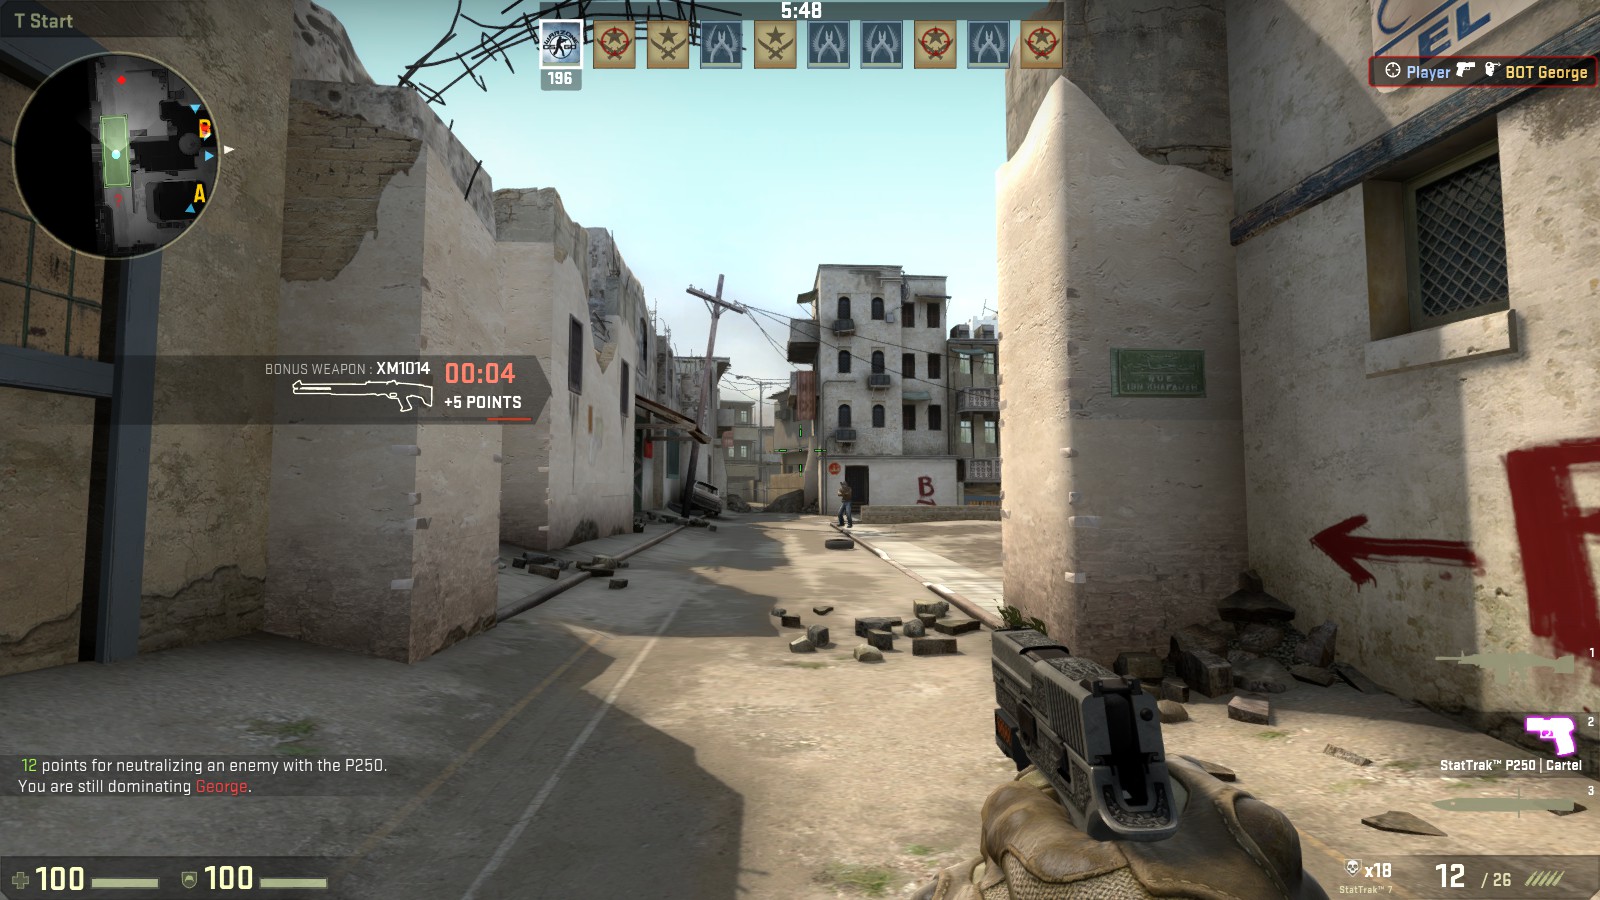 T Start
5:48
196
EL
Player BOT George
B
A
BONUS WEAPON : XM1014
00:04
+5 POINTS
B
1
2
StatTrak™ P250 | Cartel
3
12 points for neutralizing an enemy with the P250.
You are still dominating George.
100
100
x18
StatTrak™ 7
12 / 26